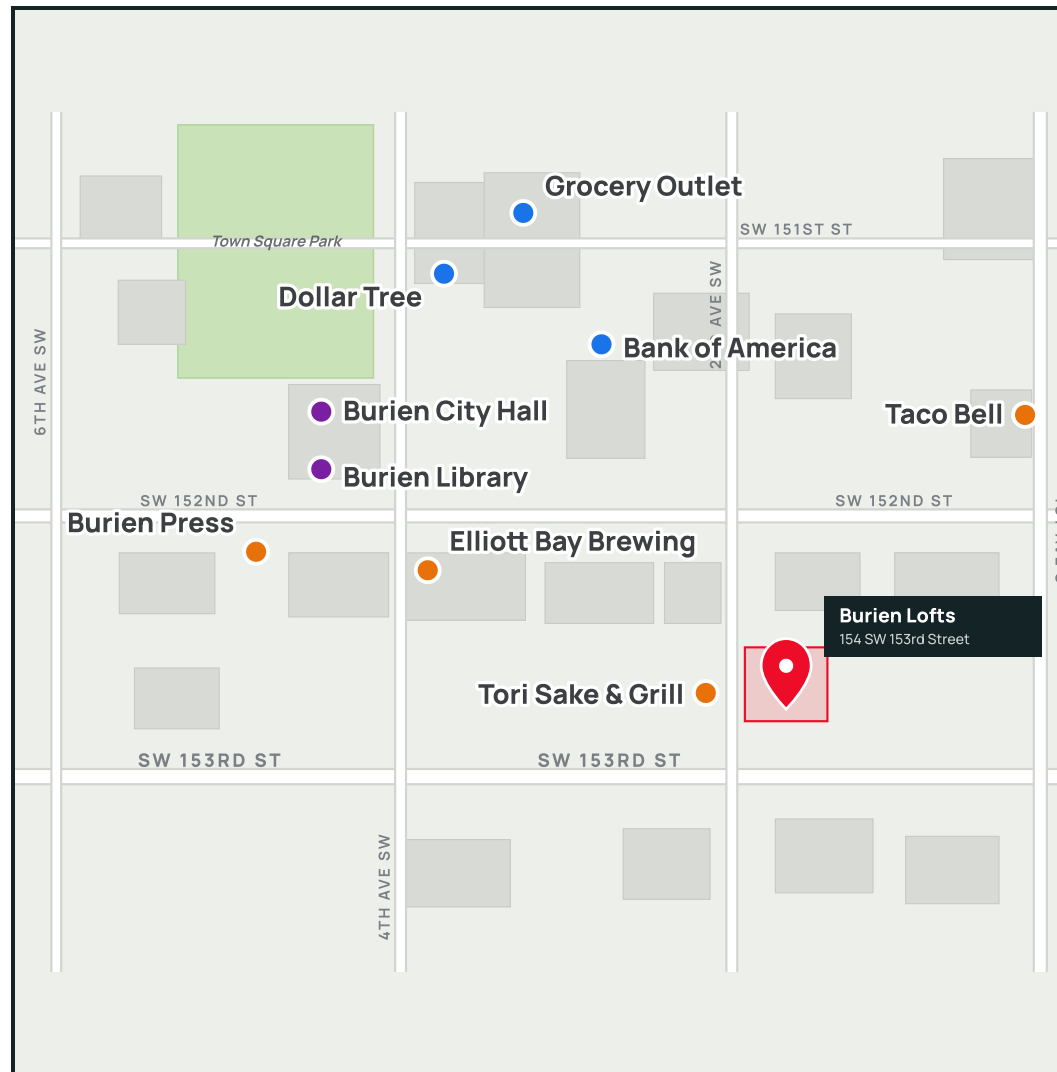 Grocery Outlet
SW 151ST ST
Town Square Park
Dollar Tree
AVE SW
Bank of America
6TH AVE SW
Burien City Hall
Taco Bell
Burien Library
SW 152ND ST
SW 152ND ST
Burien Press
Elliott Bay Brewing
Burien Lofts
154 SW 153rd Street
Tori Sake & Grill
SW 153RD ST
SW 153RD ST
4TH AVE SW